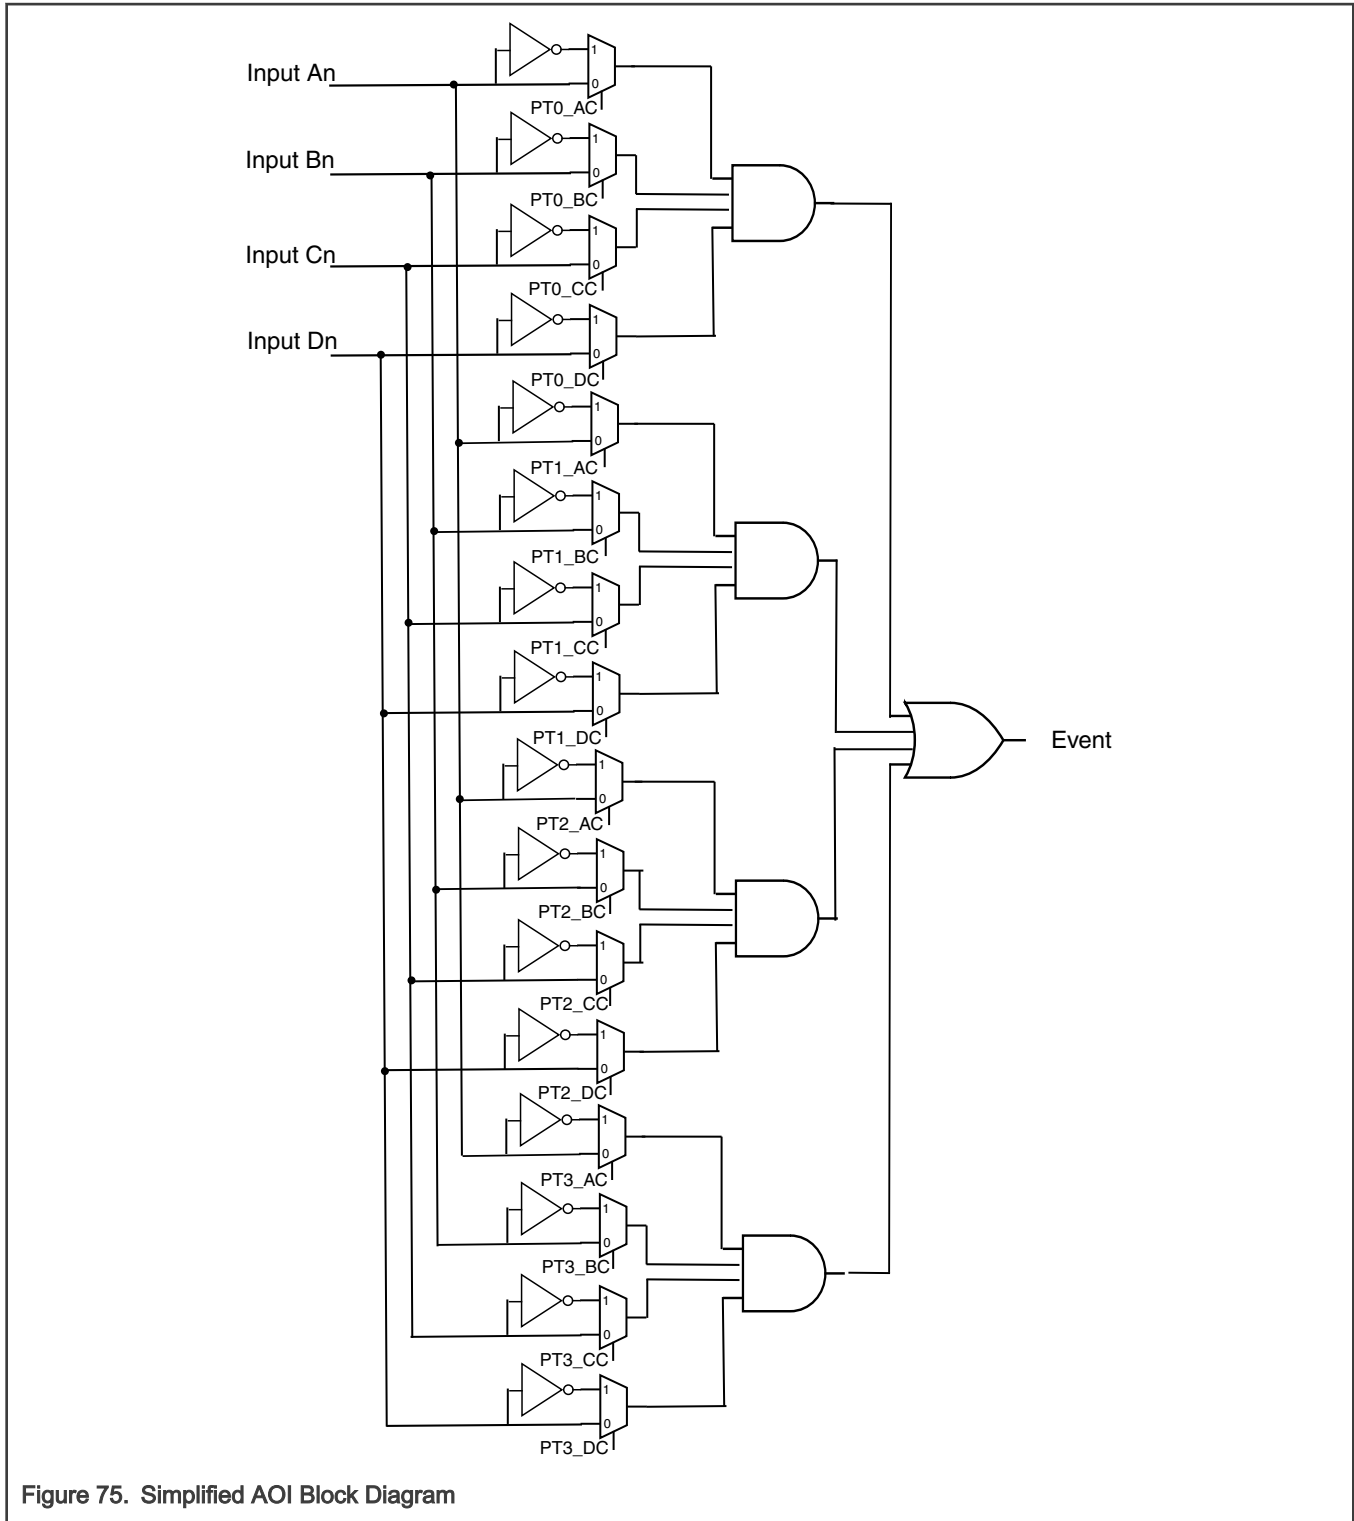 1
Input An
0
PT0_AC
1
Input Bn
0
PT0_BC
1
Input Cn
0
PT0_CC
1
Input Dn
0
PT0_DC
1
0
PT1_AC
1
0
PT1_BC
1
0
PT1_CC
1
0
PT1_DC
Event
1
0
PT2_AC
1
0
PT2_BC
1
0
PT2_CC
1
0
PT2_DC
1
0
PT3_AC
1
0
PT3_BC
1
0
PT3_CC
1
0
PT3_DC
Figure 75. Simplified AOI Block Diagram